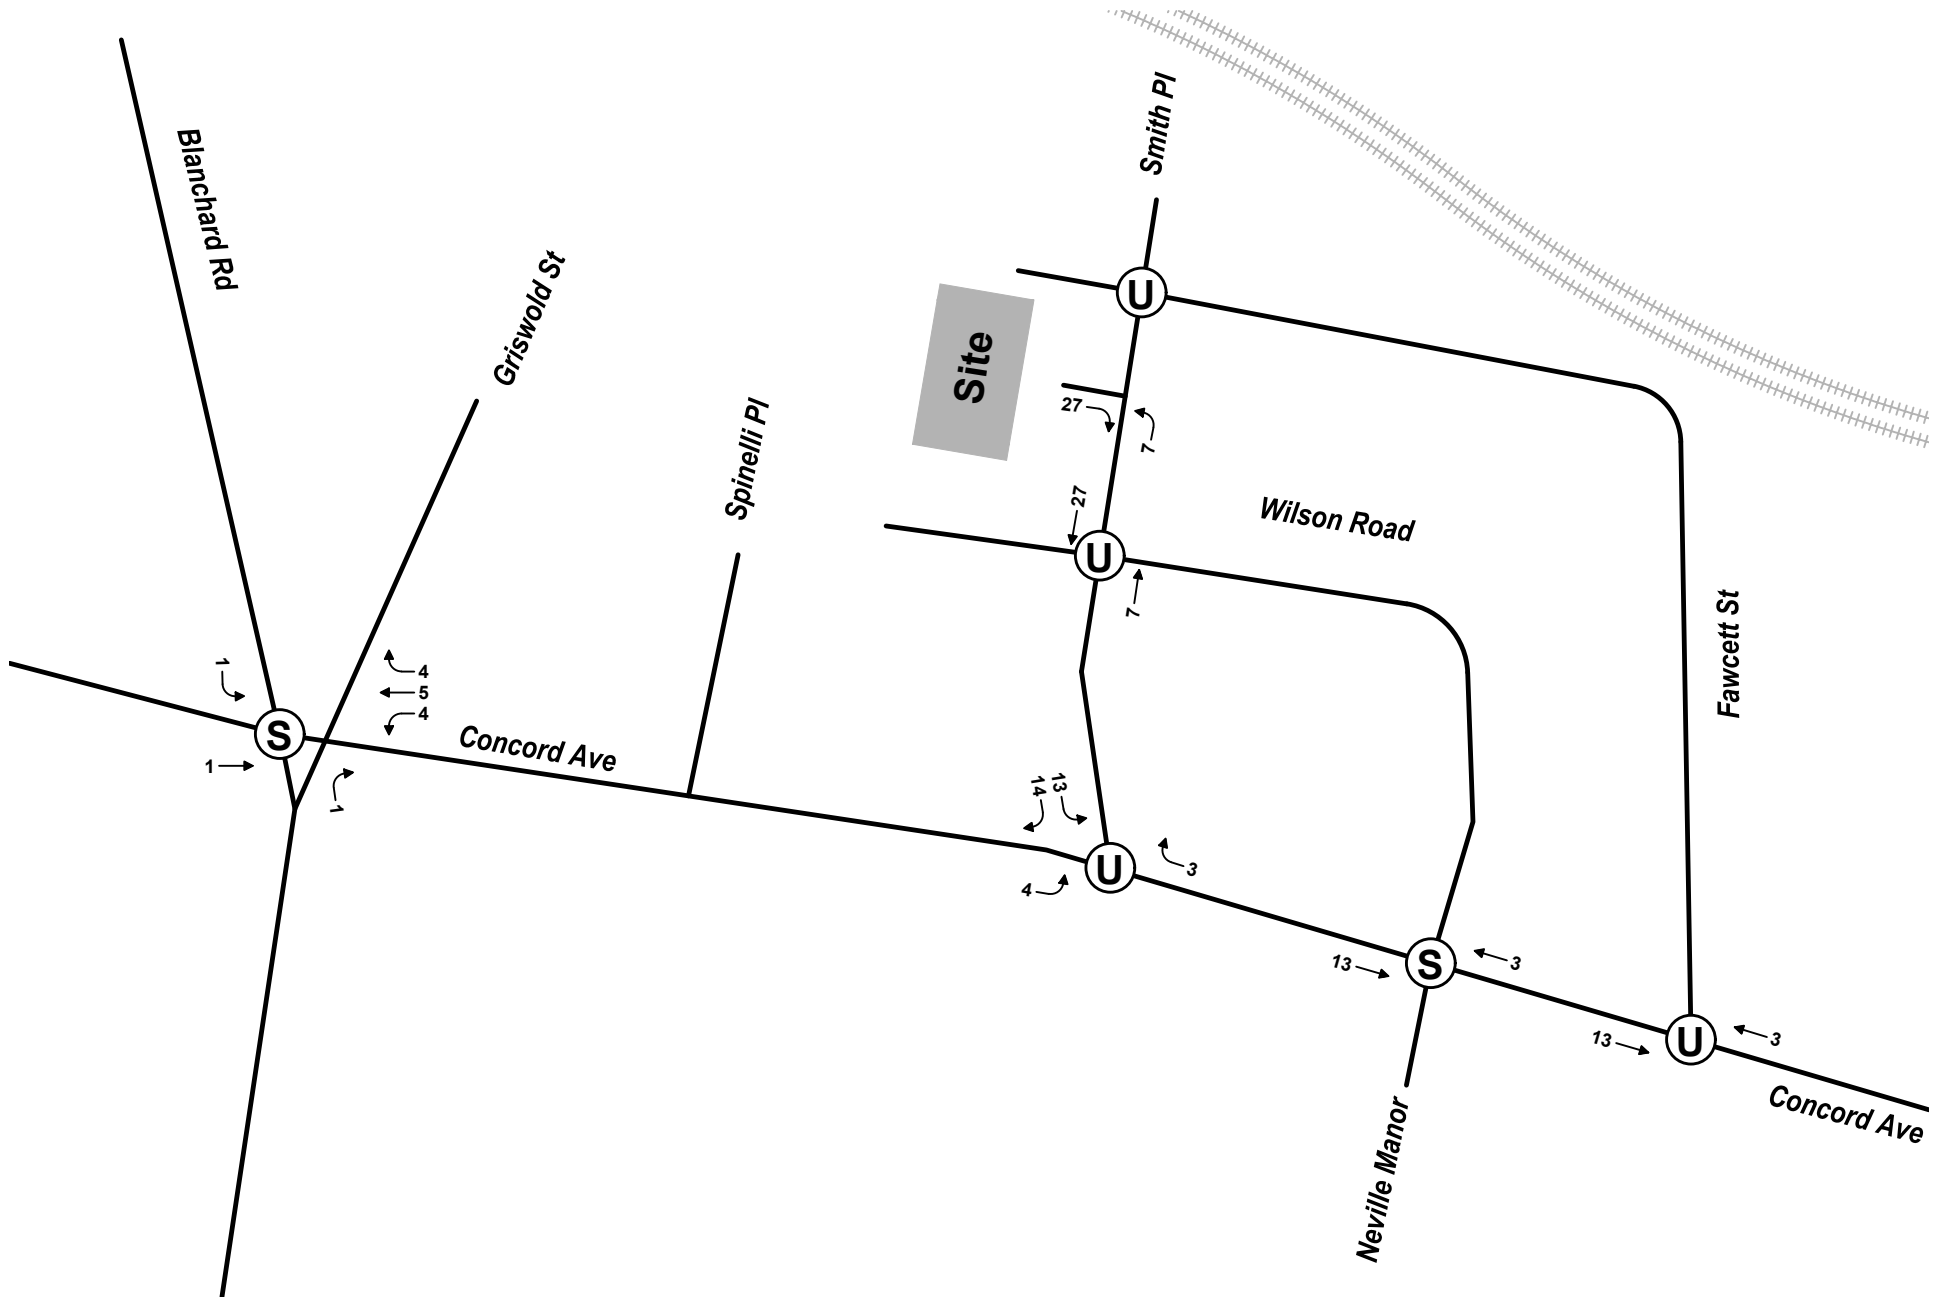 Smith Pl
Blanchard Rd
Griswold St
U
Site
Spinelli Pl
27
7
27
Wilson Road
U
7
Fawcett St
1
4
5
4
S
Concord Ave
1
1
14
13
U
3
4
13
S
3
13
U
3
Concord Ave
Neville Manor